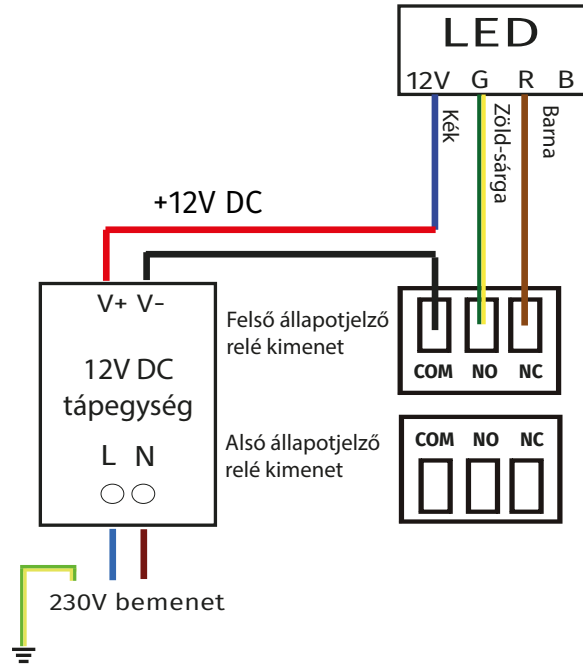 LED
12V G R B
Kék
Zöld-sárga
Barna
+12V DC
V+ V-
12V DC
tápegység
L N
Felső állapotjelző
relé kimenet
COM NO NC
Alsó állapotjelző
relé kimenet
COM NO NC
230V bemenet